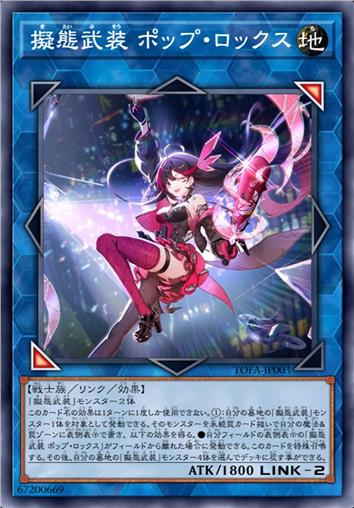 擬態武装 ポップ・ロックス
地
TOFA-JP003
【戦士族／リンク／効果】
「擬態武装」モンスター2体
このカード名の効果は1ターンに1度しか使用できない。①：自分の墓地の「擬態武装」モン
スター1体を対象として発動できる。そのモンスターを永続罠カード扱いで自分の魔法&
罠ゾーンに表側表示で置き、以下の効果を得る。●自分フィールドの表側表示の「擬態
武装 ポップ・ロックス」がフィールドから離れた場合に発動できる。このカードを特殊召喚
する。その後、自分の墓地の「擬態武装」モンスター4体を選んでデッキに戻す事ができる。
ATK/1800 LINK-2
67200669